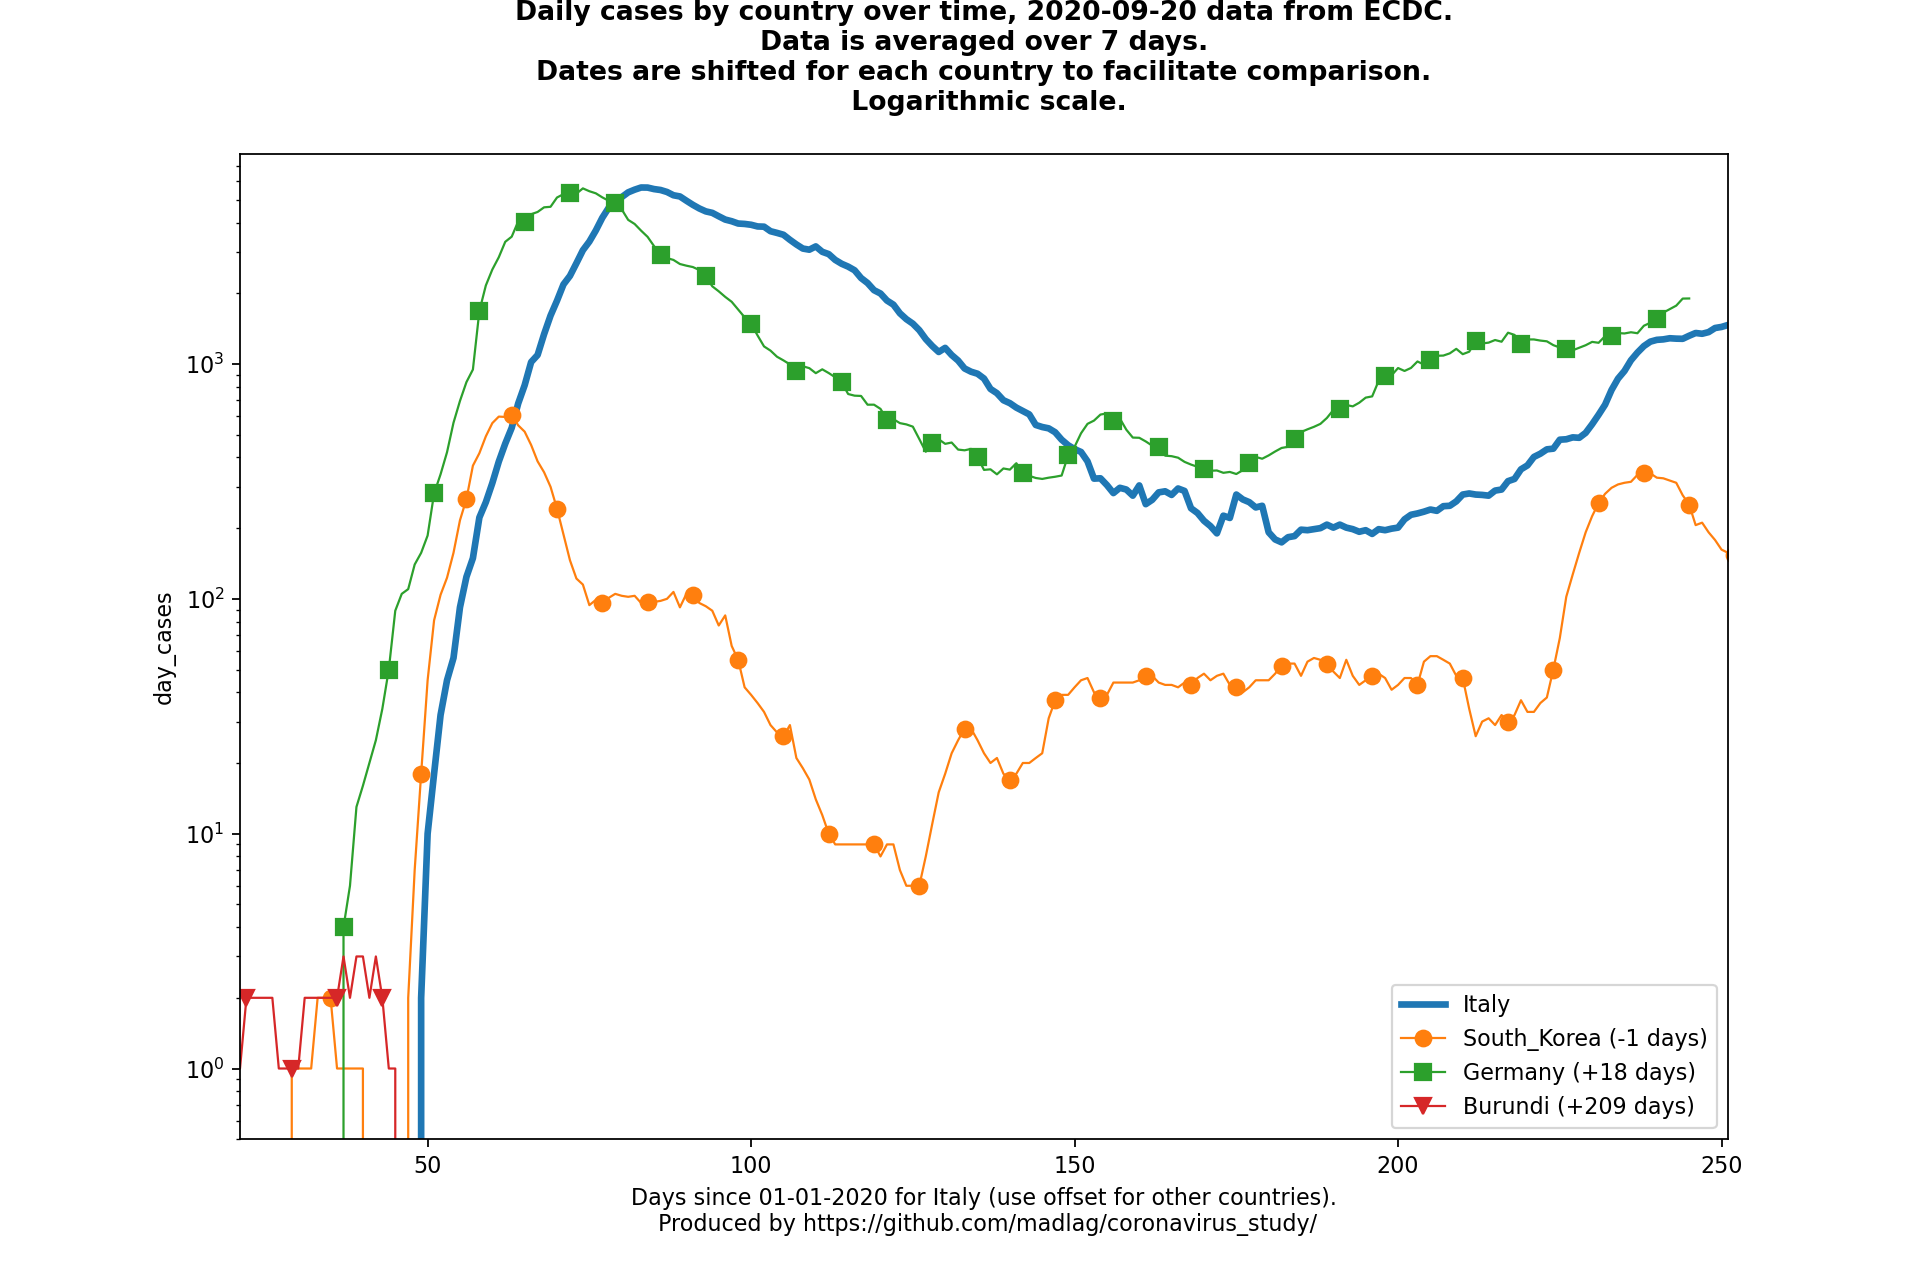 Daily cases by country over time, 2020-09-20 data from ECDC.
Data is averaged over 7 days.
Dates are shifted for each country to facilitate comparison.
Logarithmic scale.
day_cases
10³
10²
10¹
10⁰
50
100
150
200
250
Italy
South_Korea (-1 days)
Germany (+18 days)
Burundi (+209 days)
Days since 01-01-2020 for Italy (use offset for other countries).
Produced by https://github.com/madlag/coronavirus_study/